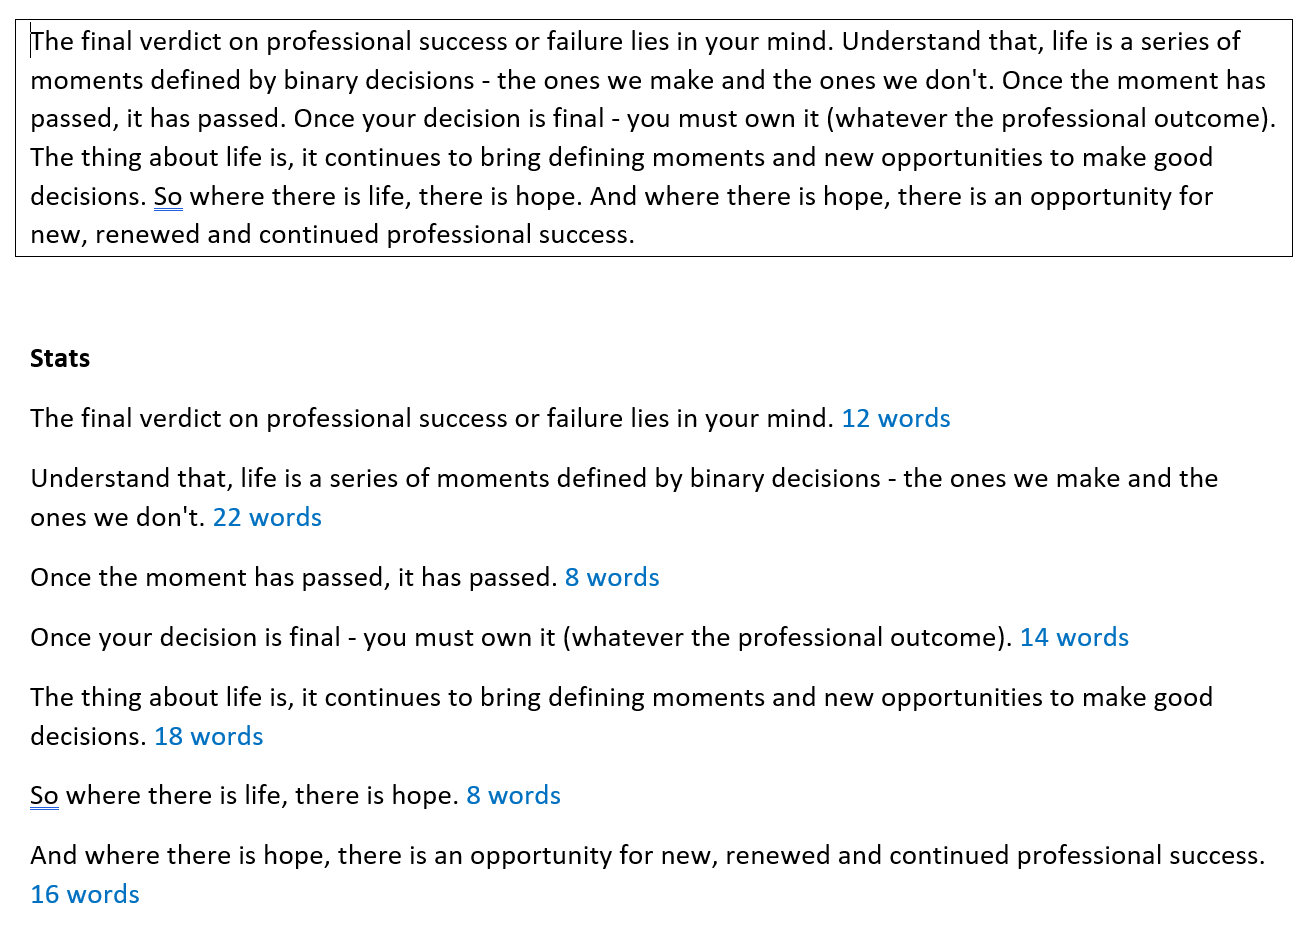 The final verdict on professional success or failure lies in your mind. Understand that, life is a series of
moments defined by binary decisions - the ones we make and the ones we don't. Once the moment has
passed, it has passed. Once your decision is final - you must own it (whatever the professional outcome).
The thing about life is, it continues to bring defining moments and new opportunities to make good
decisions. So where there is life, there is hope. And where there is hope, there is an opportunity for
new, renewed and continued professional success.
Stats
The final verdict on professional success or failure lies in your mind. 12 words
Understand that, life is a series of moments defined by binary decisions - the ones we make and the
ones we don't. 22 words
Once the moment has passed, it has passed. 8 words
Once your decision is final - you must own it (whatever the professional outcome). 14 words
The thing about life is, it continues to bring defining moments and new opportunities to make good
decisions. 18 words
So where there is life, there is hope. 8 words
And where there is hope, there is an opportunity for new, renewed and continued professional success.
16 words